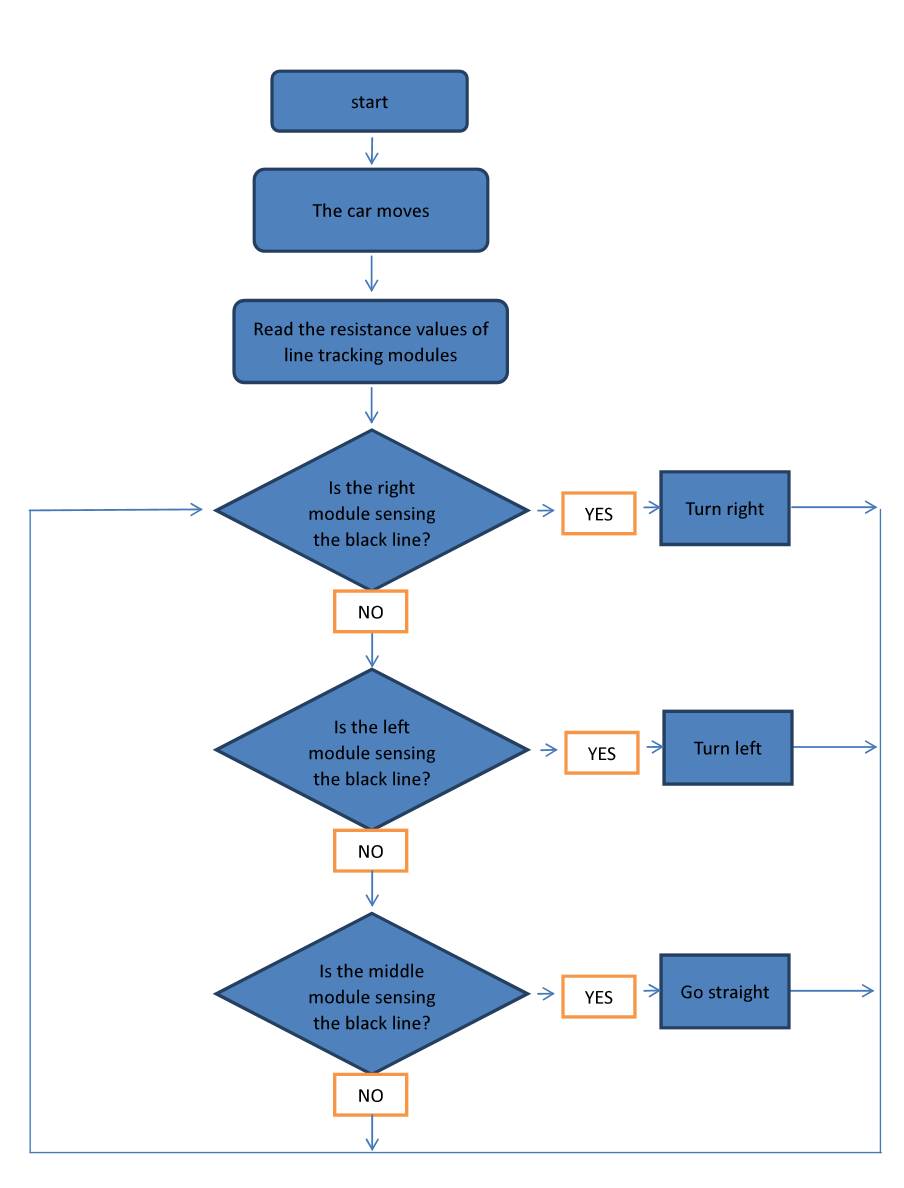 start
The car moves
Read the resistance values of
line tracking modules
Is the right
module sensing
the black line?
YES
Turn right
NO
Is the left
module sensing
the black line?
YES
Turn left
NO
Is the middle
module sensing
the black line?
YES
Go straight
NO